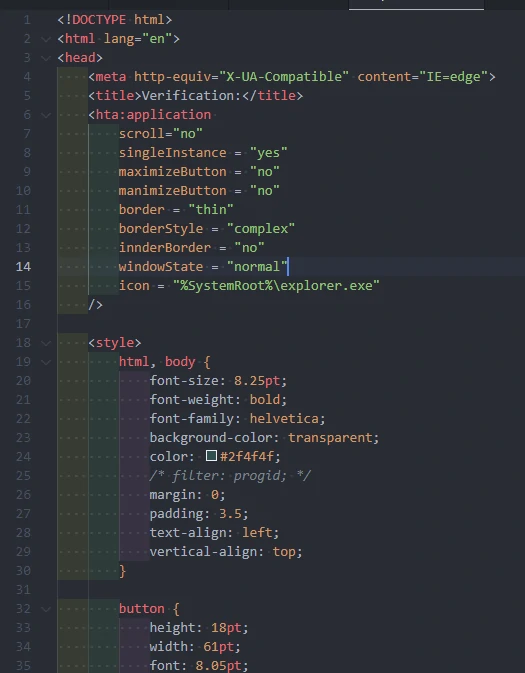 1 <!DOCTYPE html>
2 <html lang="en">
3 <head>
4 <meta http-equiv="X-UA-Compatible" content="IE=edge">
5 <title>Verification:</title>
6 <hta:application
7 scroll="no"
8 singleInstance = "yes"
9 maximizeButton = "no"
10 manimizeButton = "no"
11 border = "thin"
12 borderStyle = "complex"
13 innderBorder = "no"
14 windowState = "normal"
15 icon = "%SystemRoot%\explorer.exe"
16 />
17
18 <style>
19 html, body {
20 font-size: 8.25pt;
21 font-weight: bold;
22 font-family: helvetica;
23 background-color: transparent;
24 color: #2f4f4f;
25 /* filter: progid; */
26 margin: 0;
27 padding: 3.5;
28 text-align: left;
29 vertical-align: top;
30 }
31
32 button {
33 height: 18pt;
34 width: 61pt;
35 font: 8.05pt;